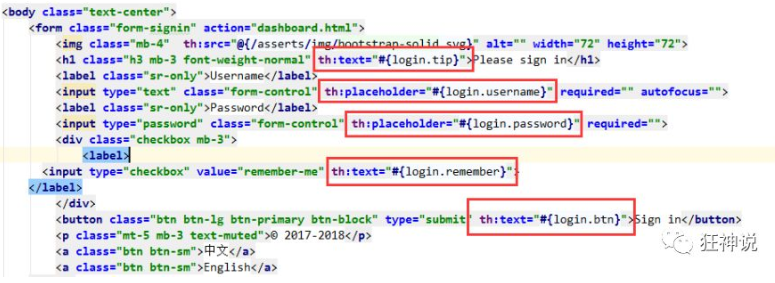 <body class="text-center">
<form class="form-signin" action="dashboard.html">
<img class="mb-4" th:src="@{/asserts/img/bootstrap-solid.svg}" alt="" width="72" height="72">
<h1 class="h3 mb-3 font-weight-normal" th:text="#{login.tip}">Please sign in</h1>
<label class="sr-only">Username</label>
<input type="text" class="form-control" th:placeholder="#{login.username}" required="" autofocus="">
<label class="sr-only">Password</label>
<input type="password" class="form-control" th:placeholder="#{login.password}" required="">
<div class="checkbox mb-3">
<label>
<input type="checkbox" value="remember-me" th:text="#{login.remember}">
</label>
</div>
<button class="btn btn-lg btn-primary btn-block" type="submit" th:text="#{login.btn}">Sign in</button>
<p class="mt-5 mb-3 text-muted">© 2017-2018</p>
<a class="btn btn-sm">中文</a>
<a class="btn btn-sm">English</a>
狂神说